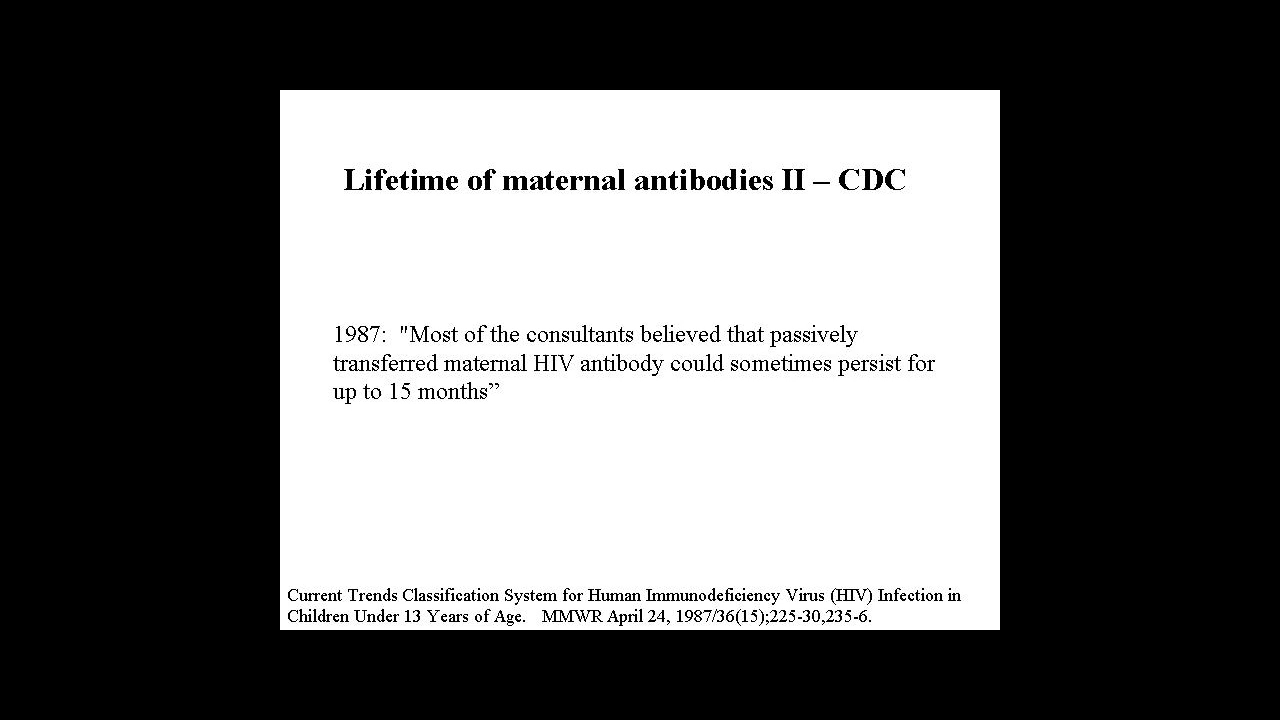 Lifetime of maternal antibodies II – CDC
1987:  "Most of the consultants believed that passively
transferred maternal HIV antibody could sometimes persist for
up to 15 months”
Current Trends Classification System for Human Immunodeficiency Virus (HIV) Infection in
Children Under 13 Years of Age.   MMWR April 24, 1987/36(15);225-30,235-6.